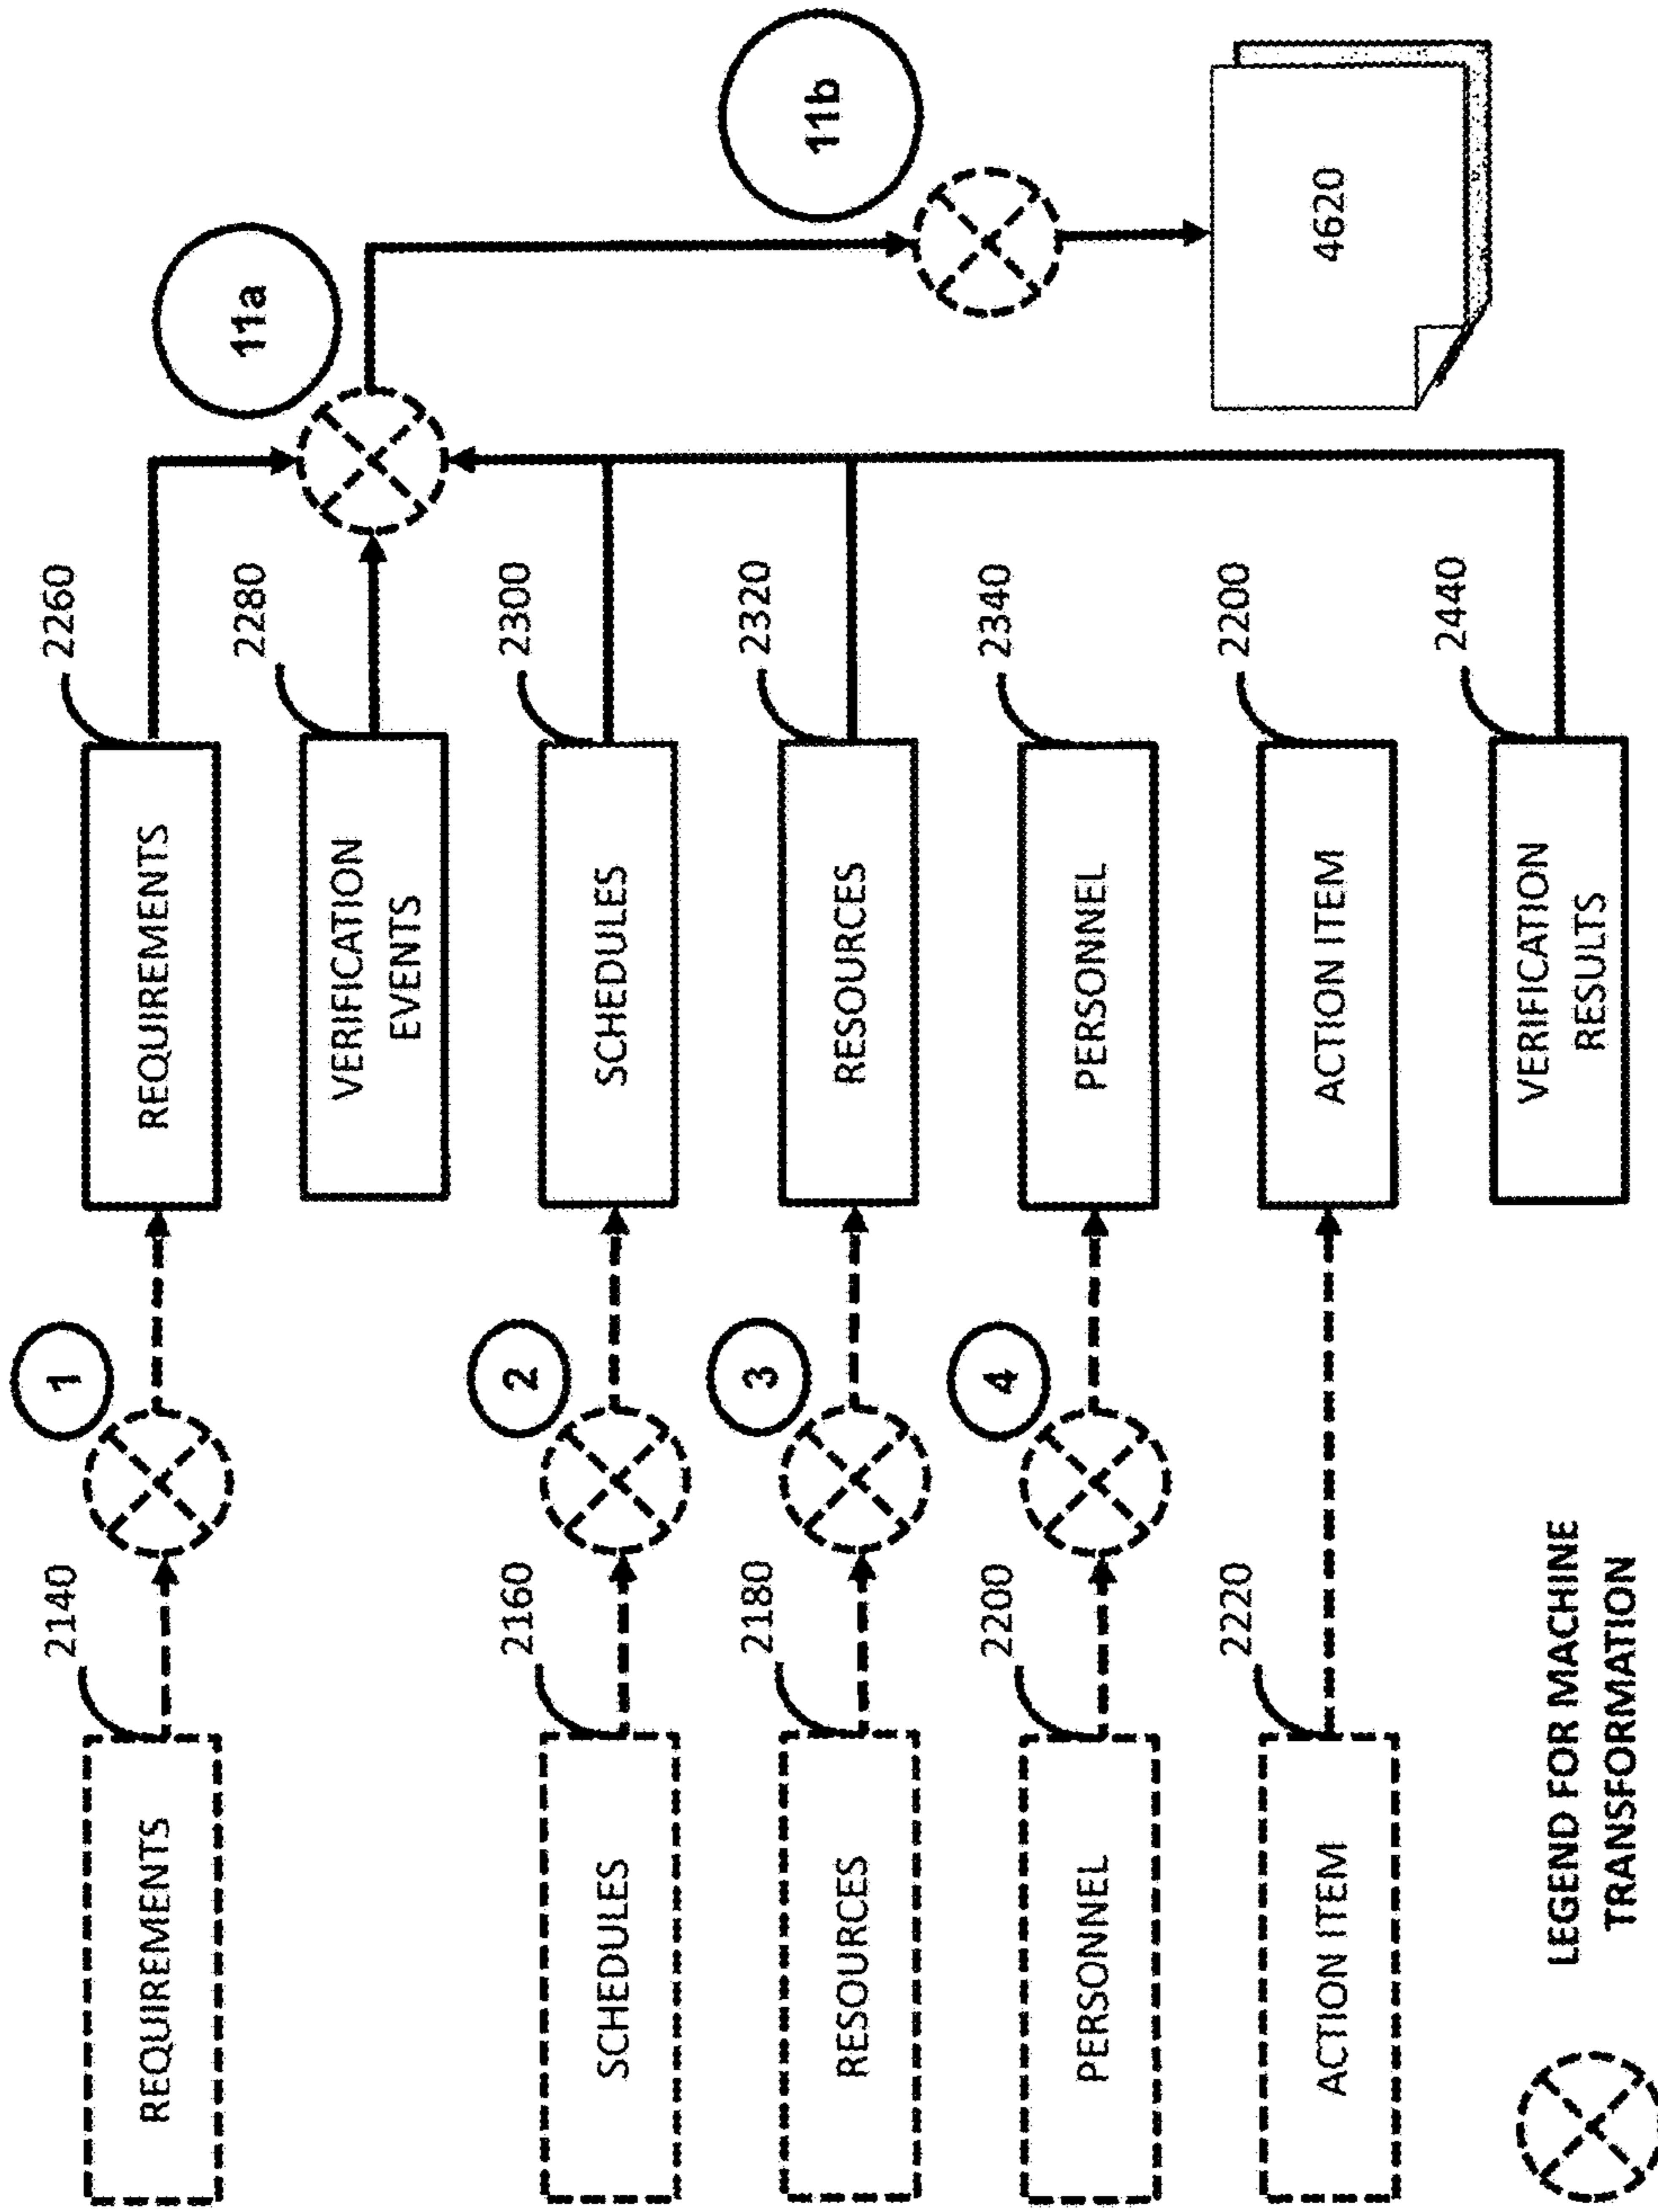 REQUIREMENTS
2140
1
REQUIREMENTS
2260
11a
VERIFICATION
EVENTS
2280
11b
SCHEDULES
2160
2
SCHEDULES
2300
RESOURCES
2180
3
RESOURCES
2320
PERSONNEL
2200
4
PERSONNEL
2340
4620
ACTION ITEM
2220
ACTION ITEM
2200
VERIFICATION
RESULTS
2440
LEGEND FOR MACHINE
TRANSFORMATION